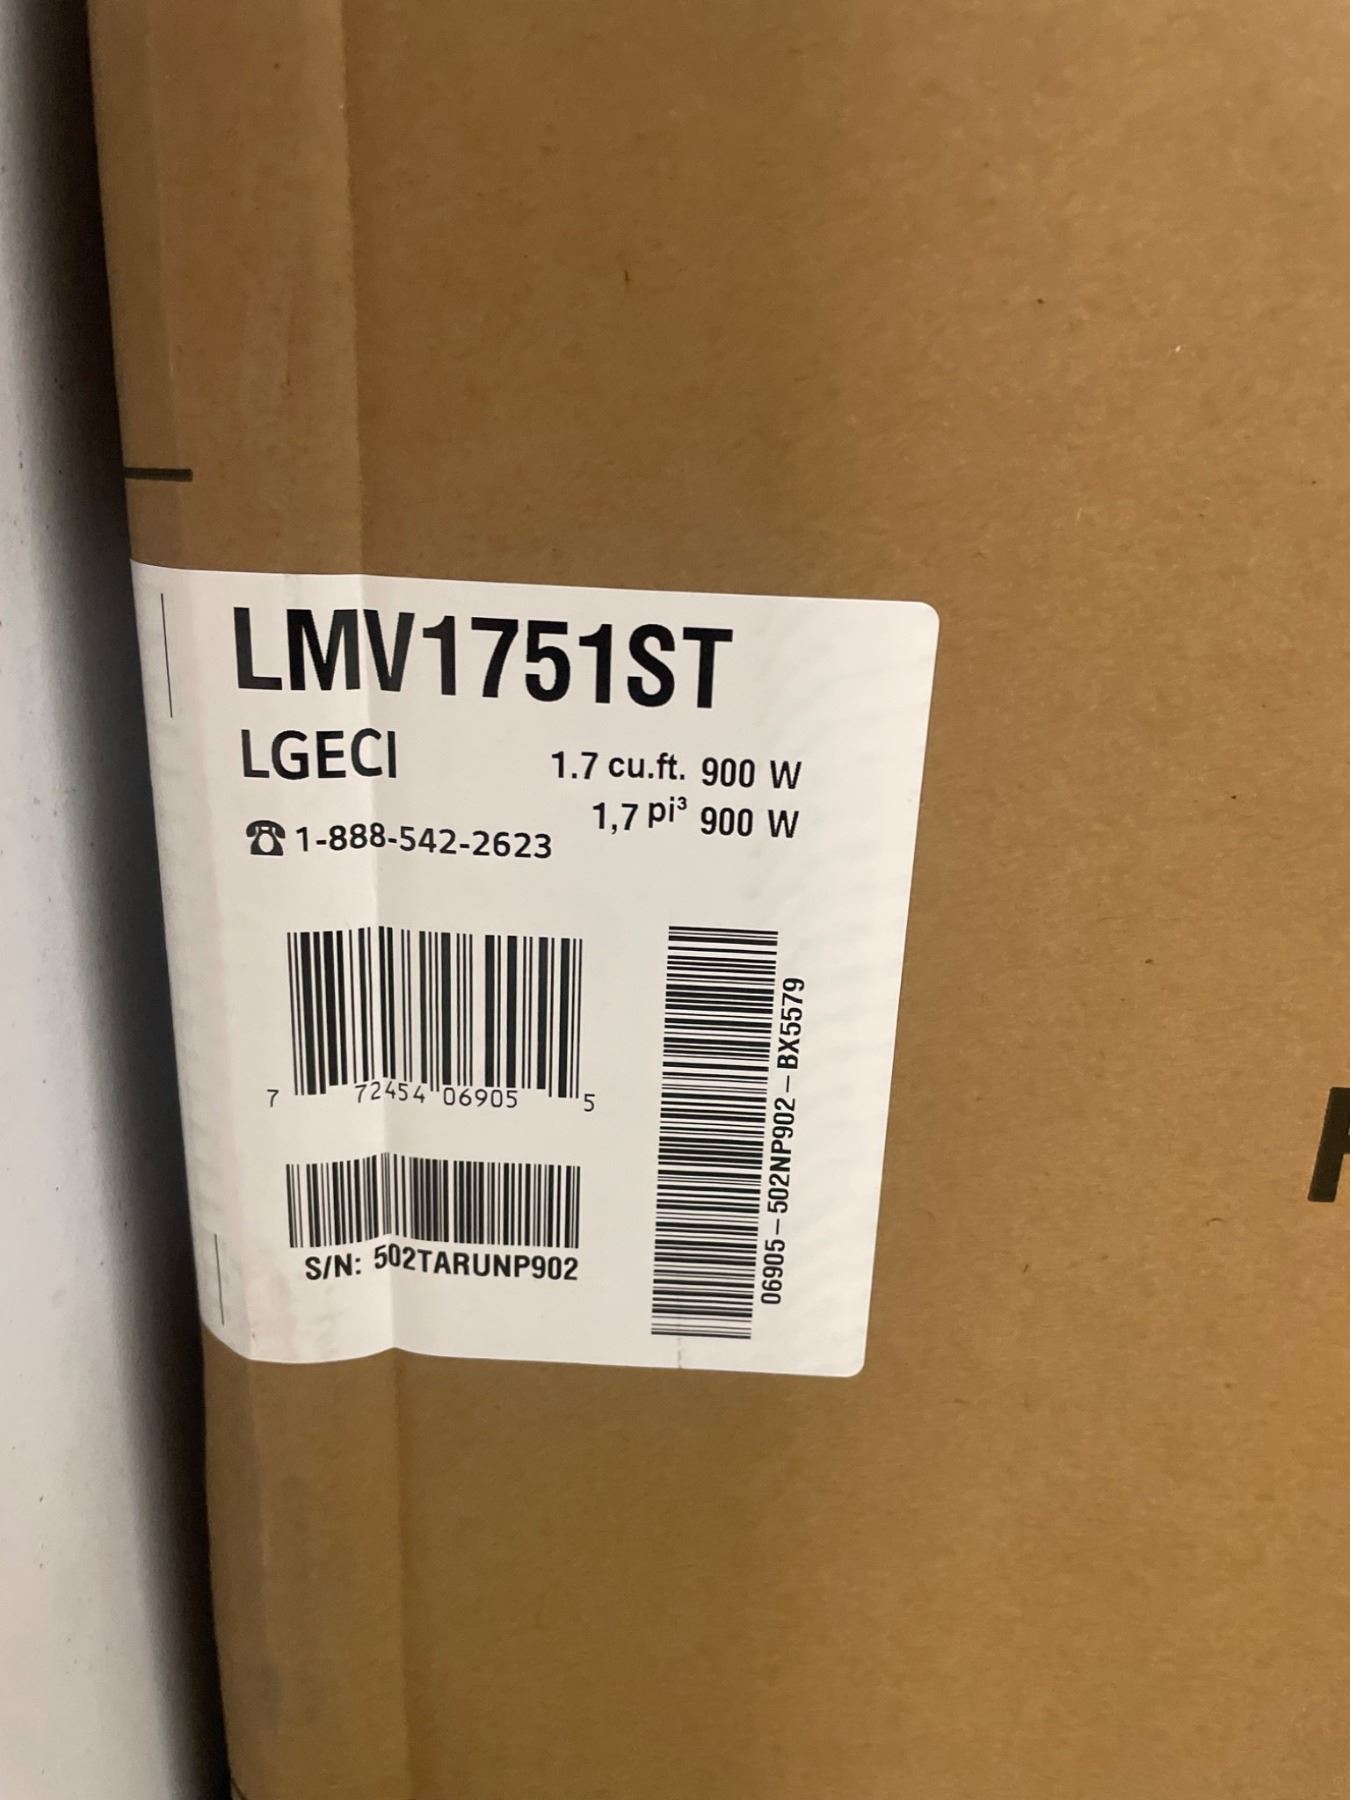 LMV1751ST
LGECI
1.7 cu.ft. 900 W
1,7 pi³ 900 W
☎ 1-888-542-2623
7 72454 06905 5
S/N: 502TARUNP902
06905-502NP902-BX5579